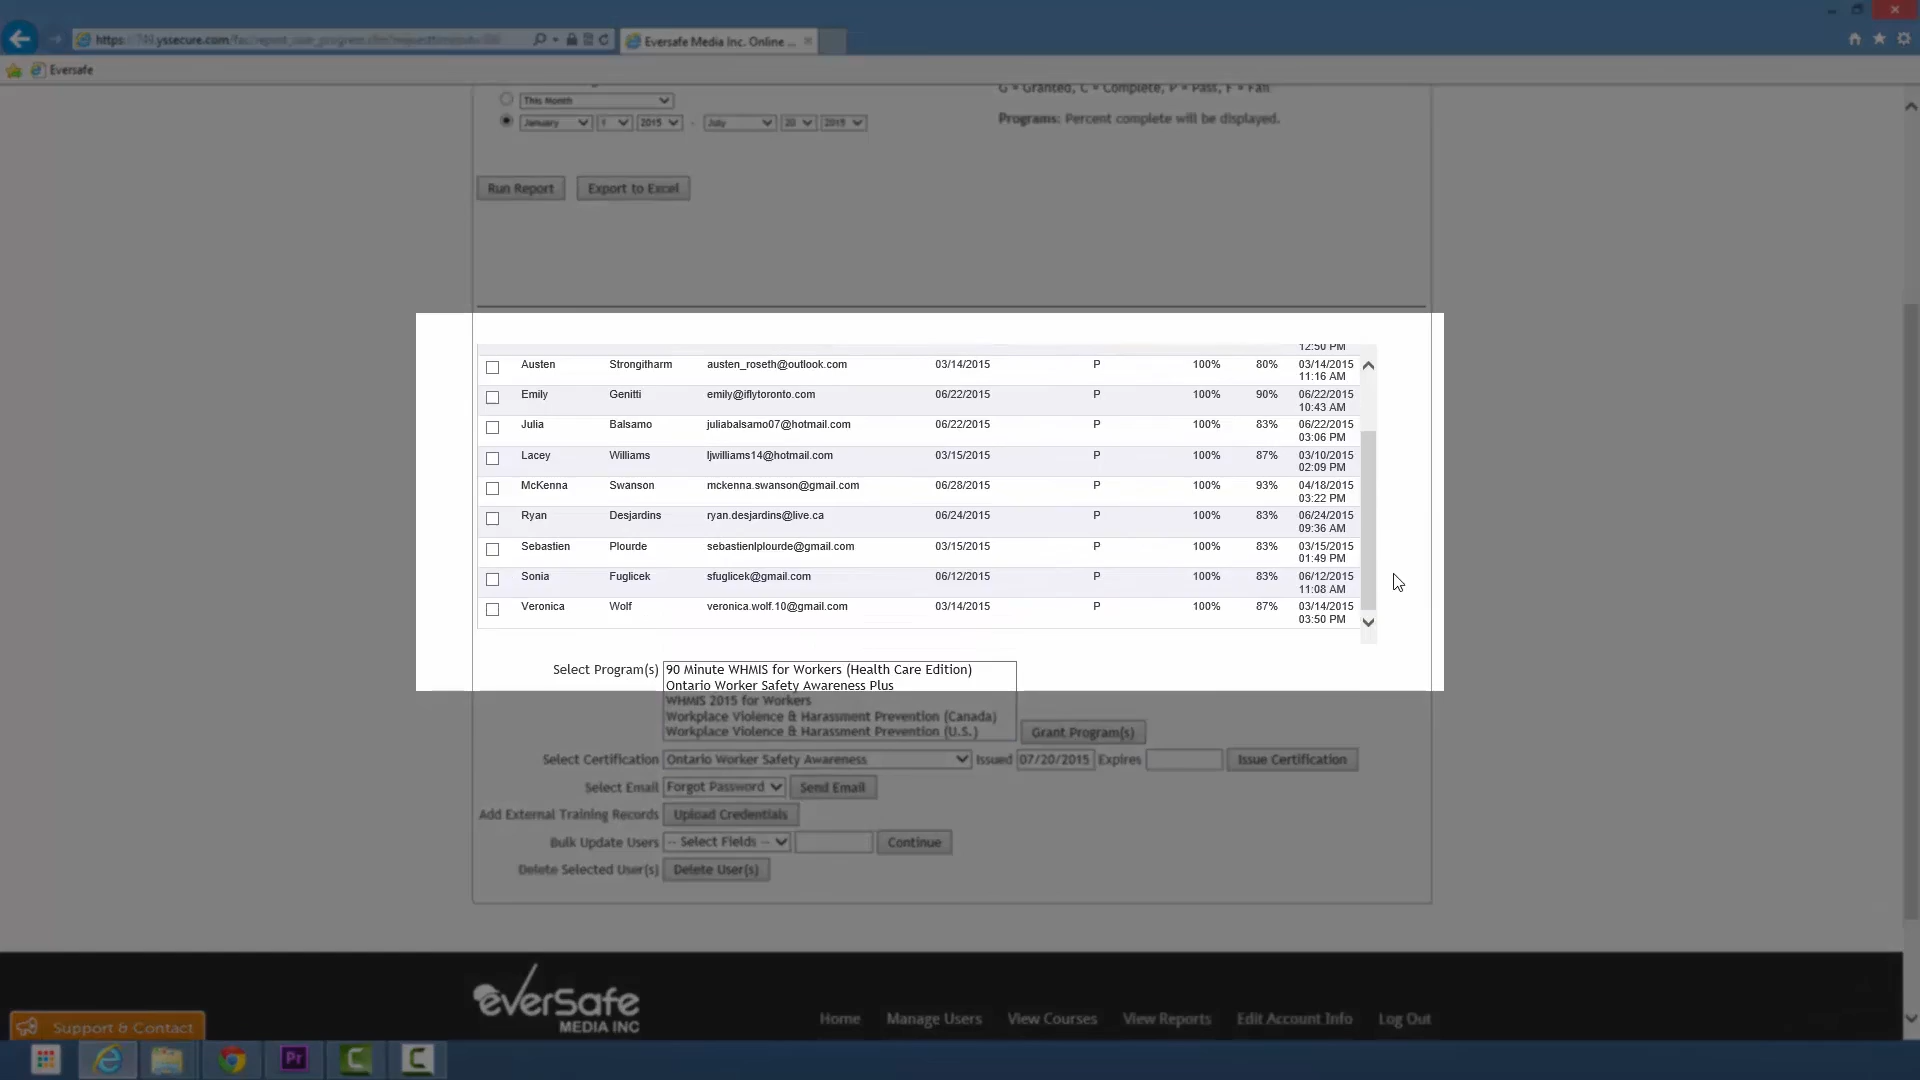 Eversafe Media Inc. Online ...
Eversafe
This Month
January 1 2015 - July 20 2015
G = Granted, C = Complete, P = Pass, F = Fail
Programs: Percent complete will be displayed.
Run Report Export to Excel
12:50 PM
Austen Strongitharm austen_roseth@outlook.com 03/14/2015 P 100% 80% 03/14/2015
11:16 AM
Emily Genitti emily@iflytoronto.com 06/22/2015 P 100% 90% 06/22/2015
10:43 AM
Julia Balsamo juliabalsamo07@hotmail.com 06/22/2015 P 100% 83% 06/22/2015
03:06 PM
Lacey Williams ljwilliams14@hotmail.com 03/15/2015 P 100% 87% 03/10/2015
02:09 PM
McKenna Swanson mckenna.swanson@gmail.com 06/28/2015 P 100% 93% 04/18/2015
03:22 PM
Ryan Desjardins ryan.desjardins@live.ca 06/24/2015 P 100% 83% 06/24/2015
09:36 AM
Sebastien Plourde sebastienlplourde@gmail.com 03/15/2015 P 100% 83% 03/15/2015
01:49 PM
Sonia Fuglicek sfuglicek@gmail.com 06/12/2015 P 100% 83% 06/12/2015
11:08 AM
Veronica Wolf veronica.wolf.10@gmail.com 03/14/2015 P 100% 87% 03/14/2015
03:50 PM
Select Program(s) 90 Minute WHMIS for Workers (Health Care Edition)
Ontario Worker Safety Awareness Plus
WHMIS 2015 for Workers
Workplace Violence & Harassment Prevention (Canada)
Workplace Violence & Harassment Prevention (U.S.) Grant Program(s)
Select Certification Ontario Worker Safety Awareness Issued 07/20/2015 Expires Issue Certification
Select Email Forgot Password Send Email
Add External Training Records Upload Credentials
Bulk Update Users -- Select Fields -- Continue
Delete Selected User(s) Delete User(s)
everSafe
MEDIA INC
Home Manage Users View Courses View Reports Edit Account Info Log Out
Support & Contact
Pr